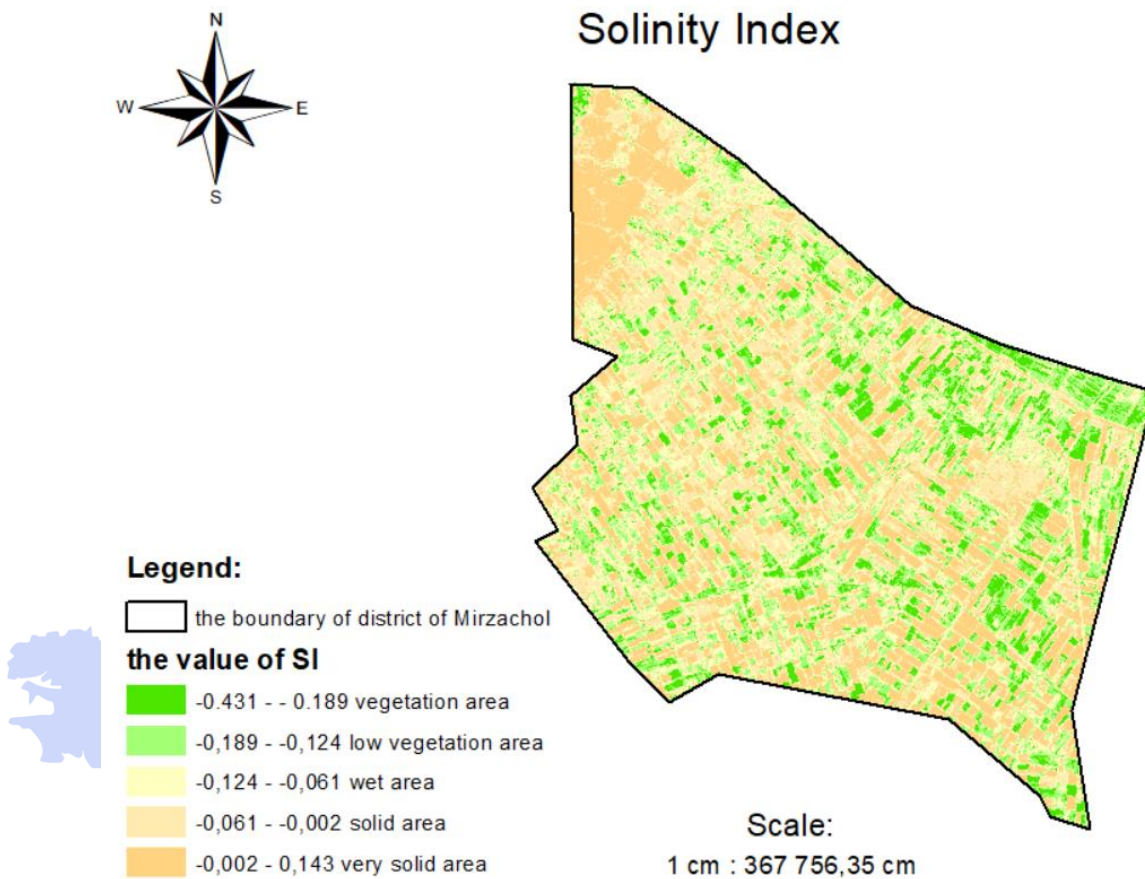 Solinity Index
N
W E
S
Legend:
the boundary of district of Mirzachol
the value of SI
-0.431 - - 0.189 vegetation area
-0,189 - -0,124 low vegetation area
-0,124 - -0,061 wet area
-0,061 - -0,002 solid area
-0,002 - 0,143 very solid area
Scale:
1 cm : 367 756,35 cm